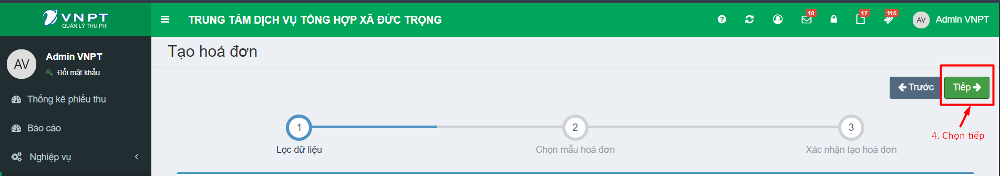 VNPT
QUẢN LÝ THU PHÍ
TRUNG TÂM DỊCH VỤ TỔNG HỢP XÃ ĐỨC TRỌNG
10
17
115
AV
Admin VNPT
AV
Admin VNPT
Đổi mật khẩu
Thống kê phiếu thu
Báo cáo
Nghiệp vụ
Tạo hoá đơn
Trước
Tiếp
1
2
3
Lọc dữ liệu
Chọn mẫu hoá đơn
Xác nhận tạo hoá đơn
4. Chọn tiếp